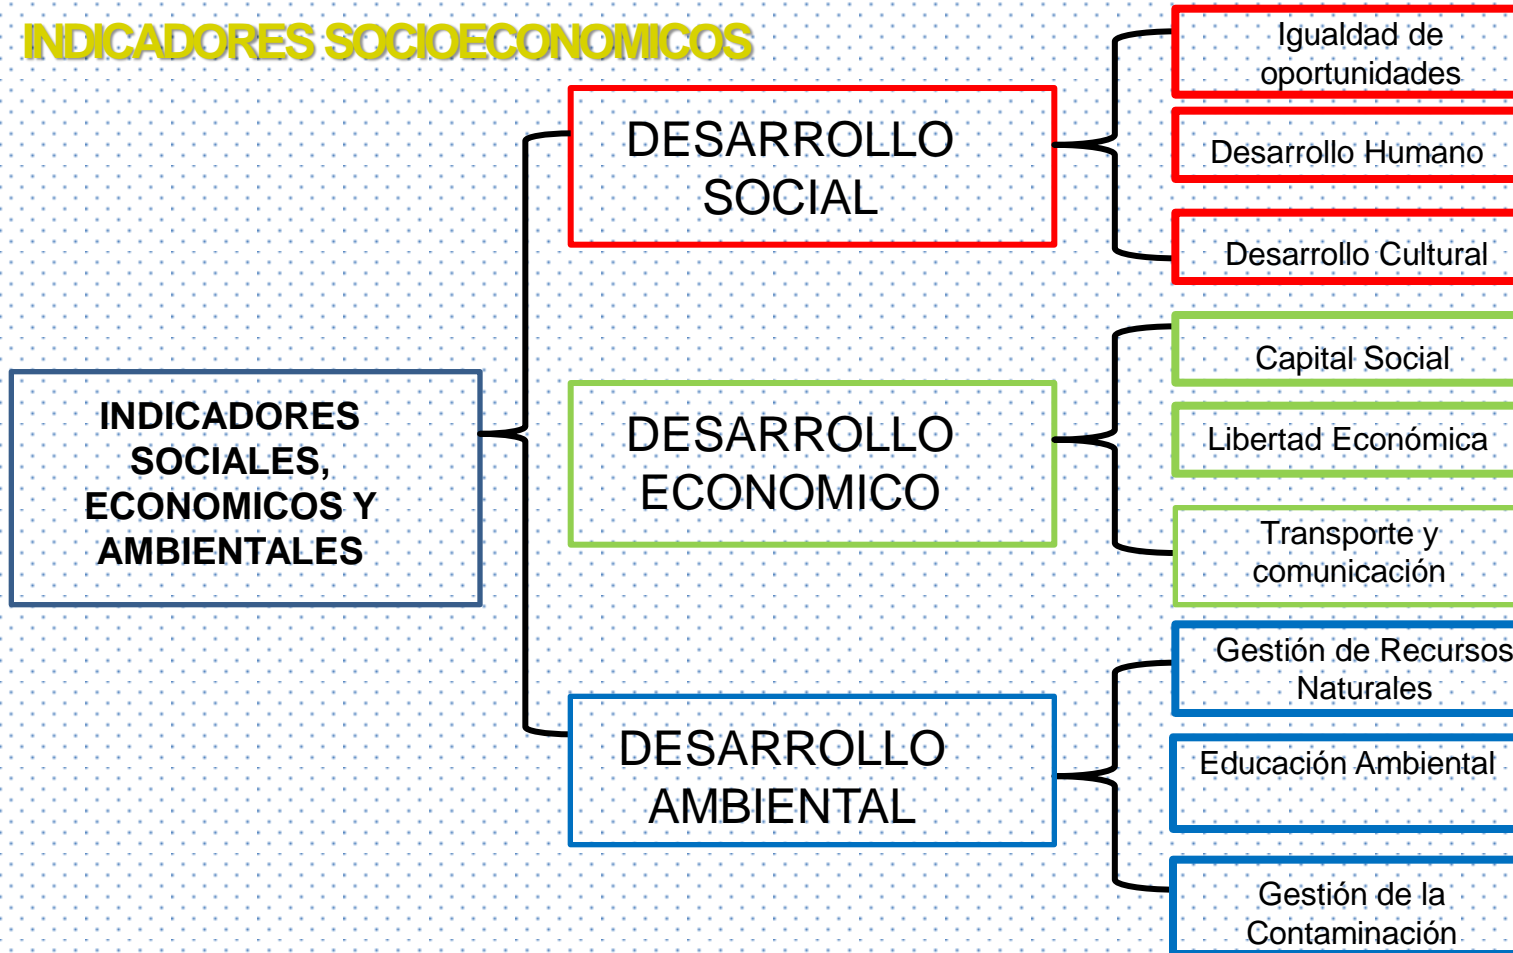 INDICADORES SOCIOECONOMICOS
Igualdad de
oportunidades
Desarrollo Humano
Desarrollo Cultural
DESARROLLO
SOCIAL
Capital Social
Libertad Económica
Transporte y
comunicación
DESARROLLO
ECONOMICO
INDICADORES
SOCIALES,
ECONOMICOS Y
AMBIENTALES
Gestión de Recursos
Naturales
Educación Ambiental
Gestión de la
Contaminación
DESARROLLO
AMBIENTAL